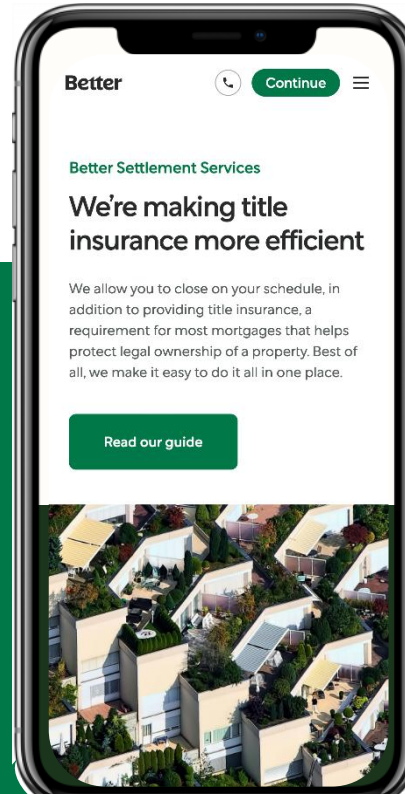 Better
Continue
Better Settlement Services
We're making title
insurance more efficient
We allow you to close on your schedule, in
addition to providing title insurance, a
requirement for most mortgages that helps
protect legal ownership of a property. Best of
all, we make it easy to do it all in one place.
Read our guide